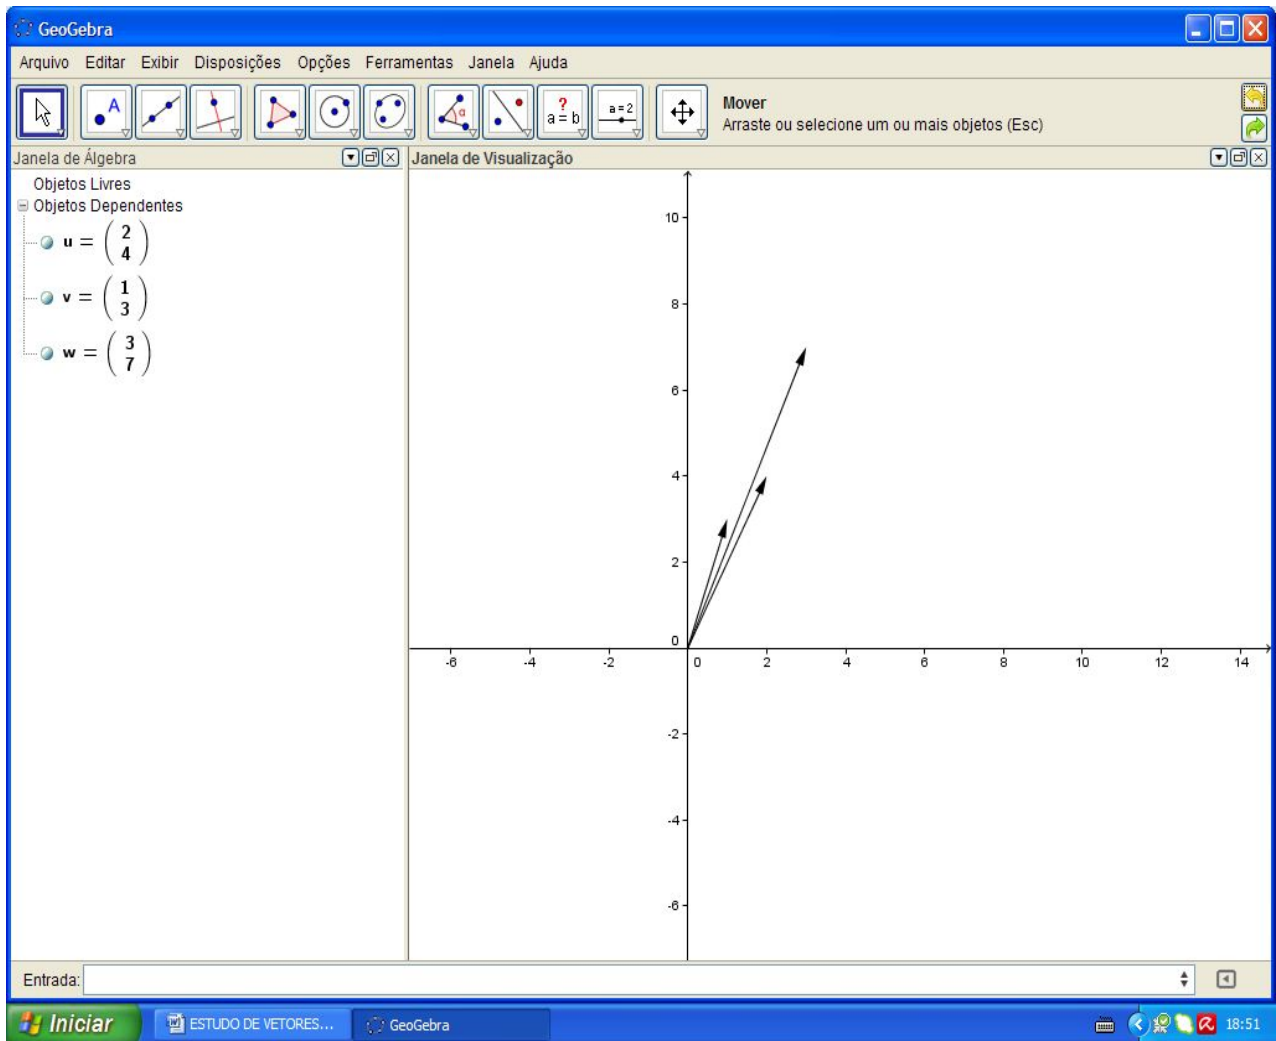 GeoGebra
Arquivo Editar Exibir Disposições Opções Ferramentas Janela Ajuda
A
α
?
a = b
a = 2
Mover
Arraste ou selecione um ou mais objetos (Esc)
Janela de Álgebra
Janela de Visualização
Objetos Livres
Objetos Dependentes
u = ( 2 4 )
v = ( 1 3 )
w = ( 3 7 )
10
8
6
4
2
0
-6 -4 -2 0 2 4 6 8 10 12 14
-2
-4
-6
Entrada:
Iniciar
ESTUDO DE VETORES...
GeoGebra
18:51